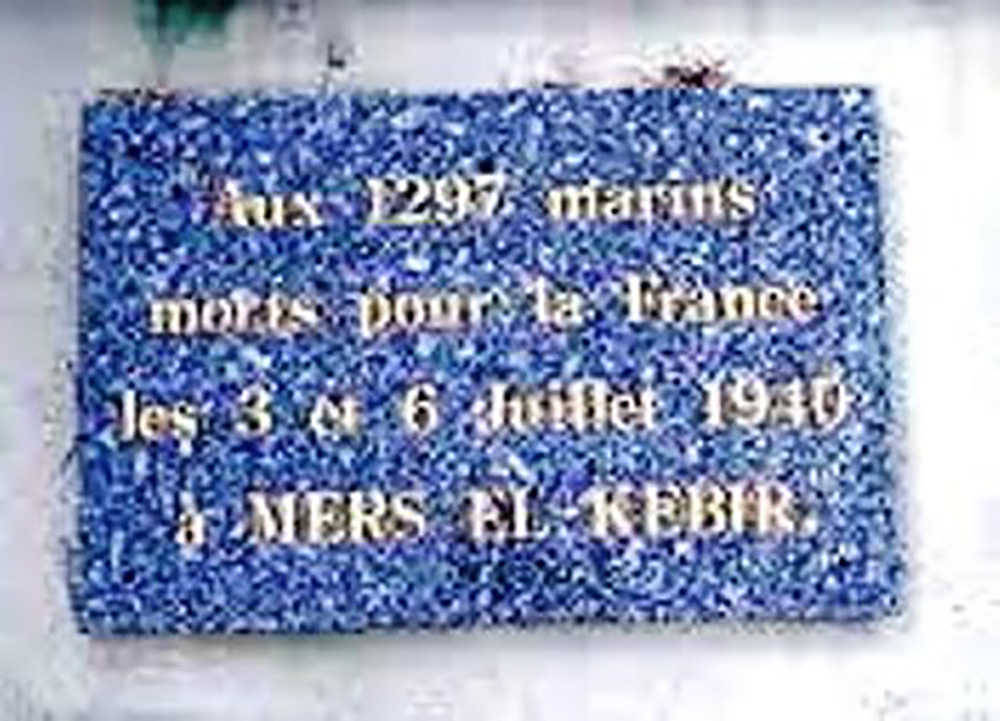 Aux 1297 marins
morts pour la France
les 3 et 6 Juillet 1940
à MERS EL KEBIR.